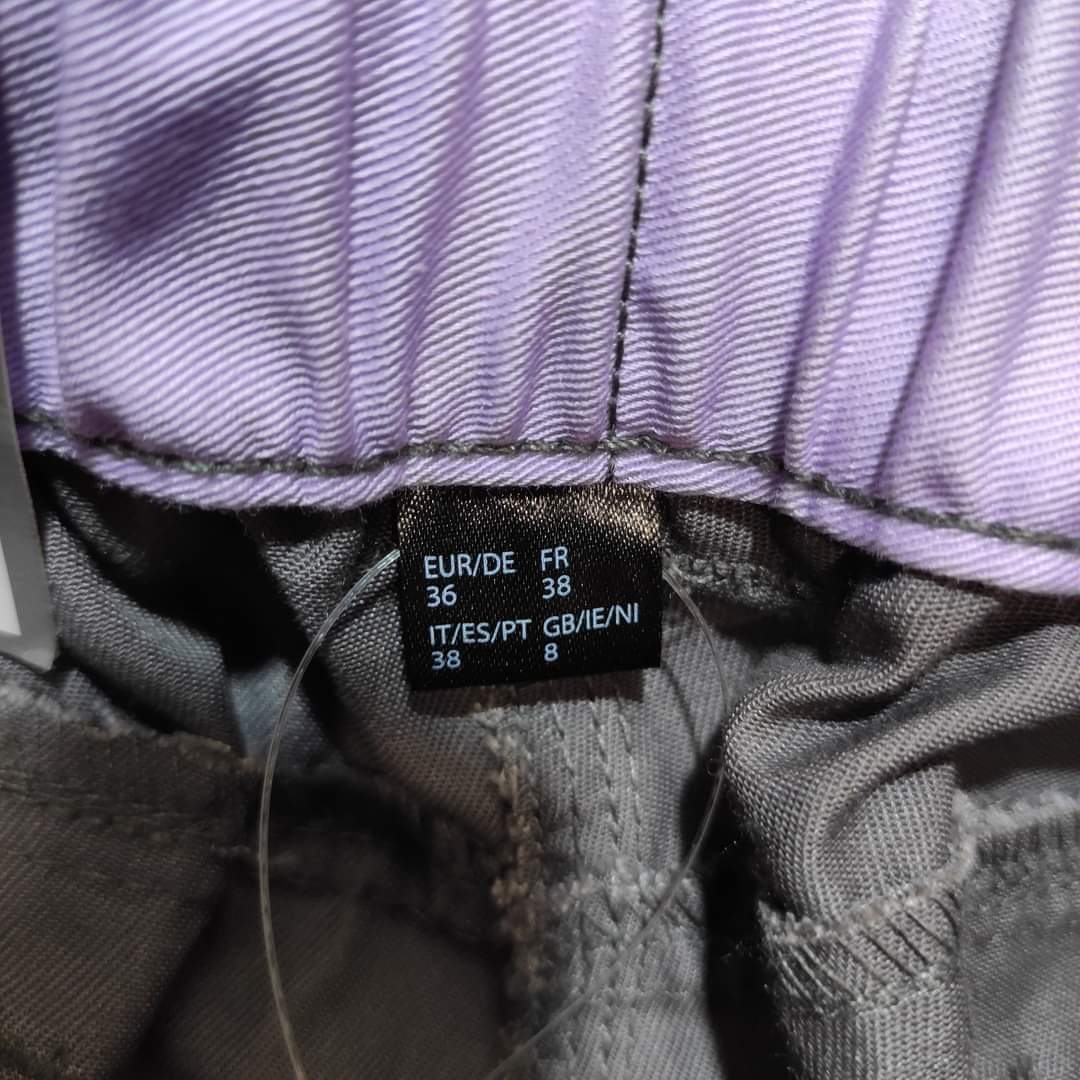 EUR/DE FR
36 38
IT/ES/PT GB/IE/NI
38 8